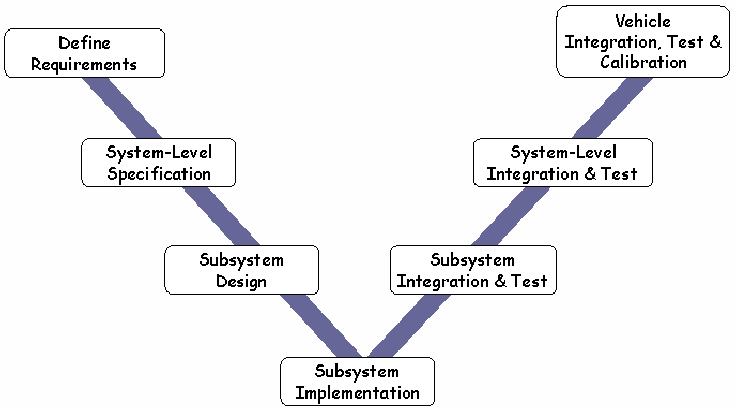 Define
Requirements
System-Level
Specification
Subsystem
Design
Subsystem
Implementation
Subsystem
Integration & Test
System-Level
Integration & Test
Vehicle
Integration, Test &
Calibration